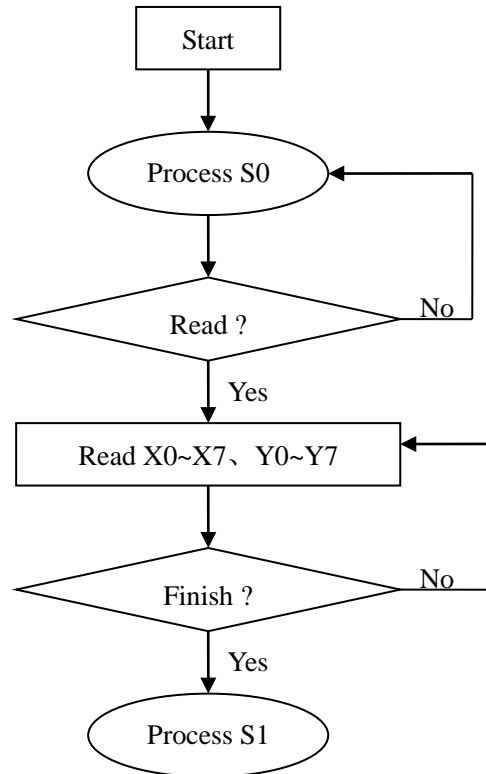 Start
Process S0
Read ?
No
Yes
Read X0~X7、Y0~Y7
Finish ?
No
Yes
Process S1